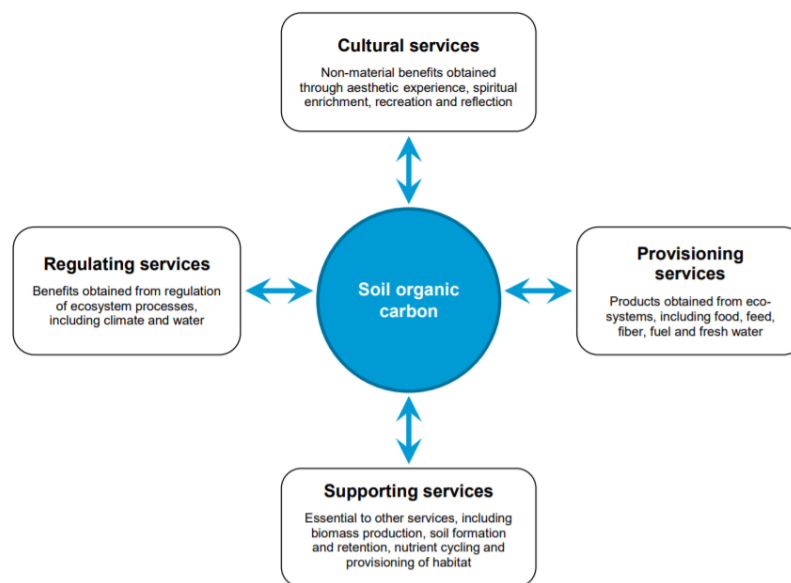 Cultural services
Non-material benefits obtained
through aesthetic experience, spiritual
enrichment, recreation and reflection
Regulating services
Benefits obtained from regulation
of ecosystem processes,
including climate and water
Soil organic
carbon
Provisioning
services
Products obtained from eco-
systems, including food, feed,
fiber, fuel and fresh water
Supporting services
Essential to other services, including
biomass production, soil formation
and retention, nutrient cycling and
provisioning of habitat